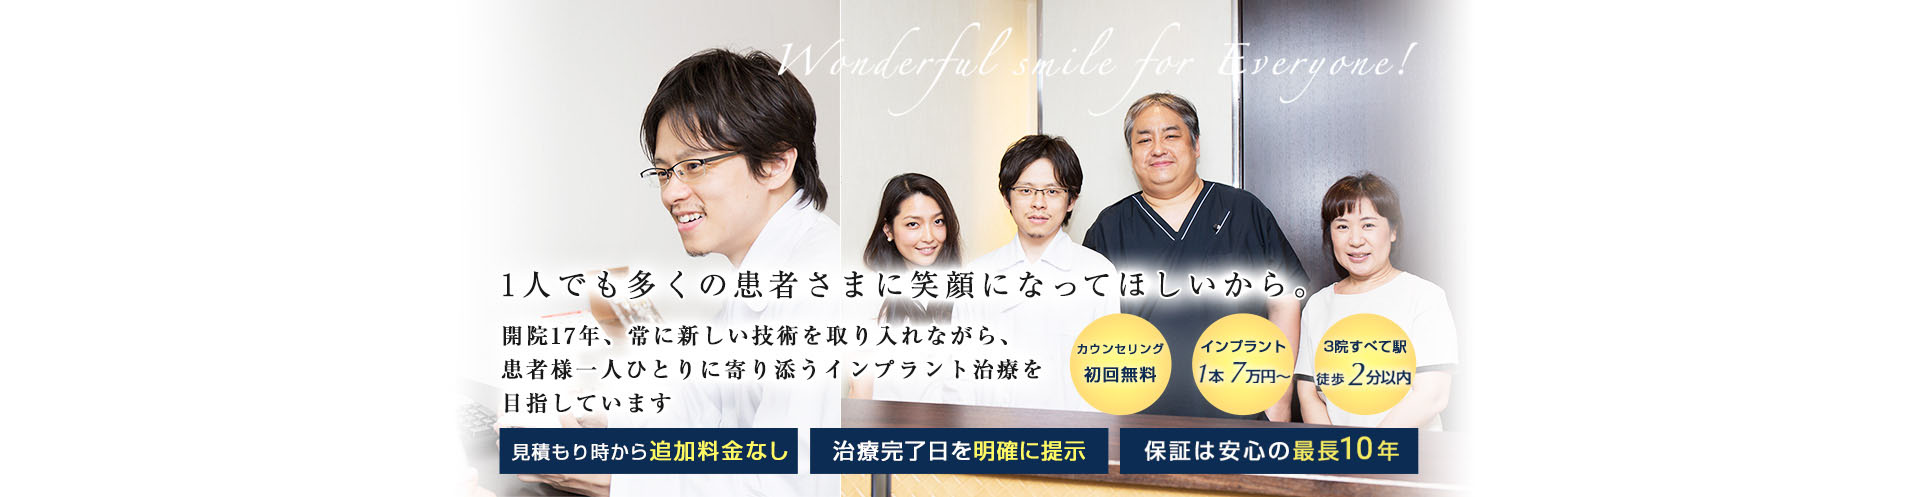 Wonderful smile for Everyone!
1人でも多くの患者さまに笑顔になってほしいから。
開院17年、常に新しい技術を取り入れながら、
患者様一人ひとりに寄り添うインプラント治療を
目指しています
カウンセリング
初回無料
インプラント
1本7万円〜
3院すべて駅
徒歩2分以内
見積もり時から追加料金なし
治療完了日を明確に提示
保証は安心の最長10年